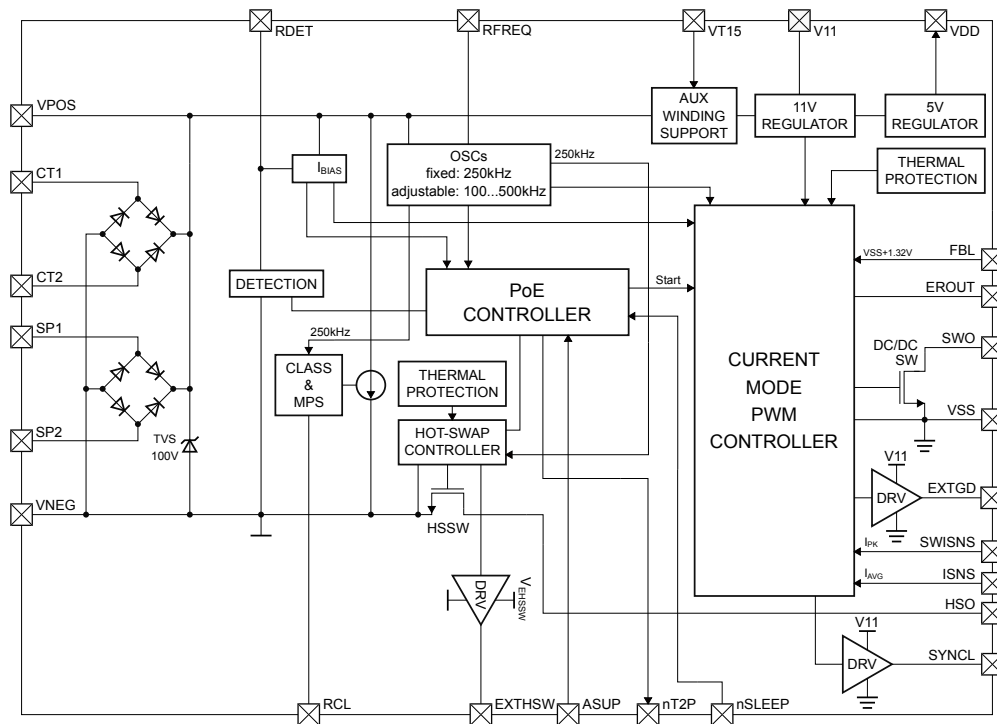 RDET
RFREQ
VT15
V11
VDD
VPOS
AUX
WINDING
SUPPORT
11V
REGULATOR
5V
REGULATOR
IBIAS
OSCs
fixed: 250kHz
adjustable: 100...500kHz
250kHz
THERMAL
PROTECTION
CT1
CT2
SP1
SP2
TVS
100V
VNEG
DETECTION
PoE
CONTROLLER
Start
250kHz
CLASS
&
MPS
THERMAL
PROTECTION
HOT-SWAP
CONTROLLER
HSSW
DRV
VEHSSW
CURRENT
MODE
PWM
CONTROLLER
VSS+1.32V
FBL
EROUT
DC/DC
SW
SWO
VSS
V11
DRV
EXTGD
IPK
SWISNS
IAVG
ISNS
HSO
V11
DRV
SYNCL
RCL
EXTHSW
ASUP
nT2P
nSLEEP